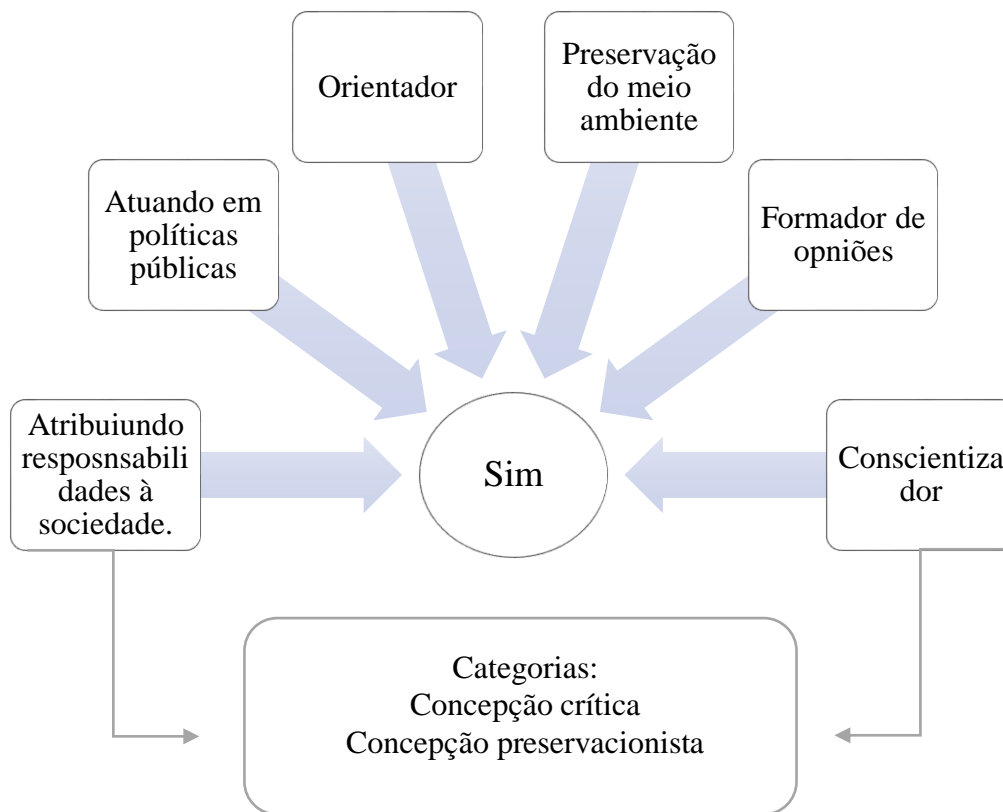 Orientador
Preservação
do meio
ambiente
Atuando em
políticas
públicas
Formador de
opniões
Atribuiundo
resposnsabili
dades à
sociedade.
Sim
Conscientiza
dor
Categorias:
Concepção crítica
Concepção preservacionista